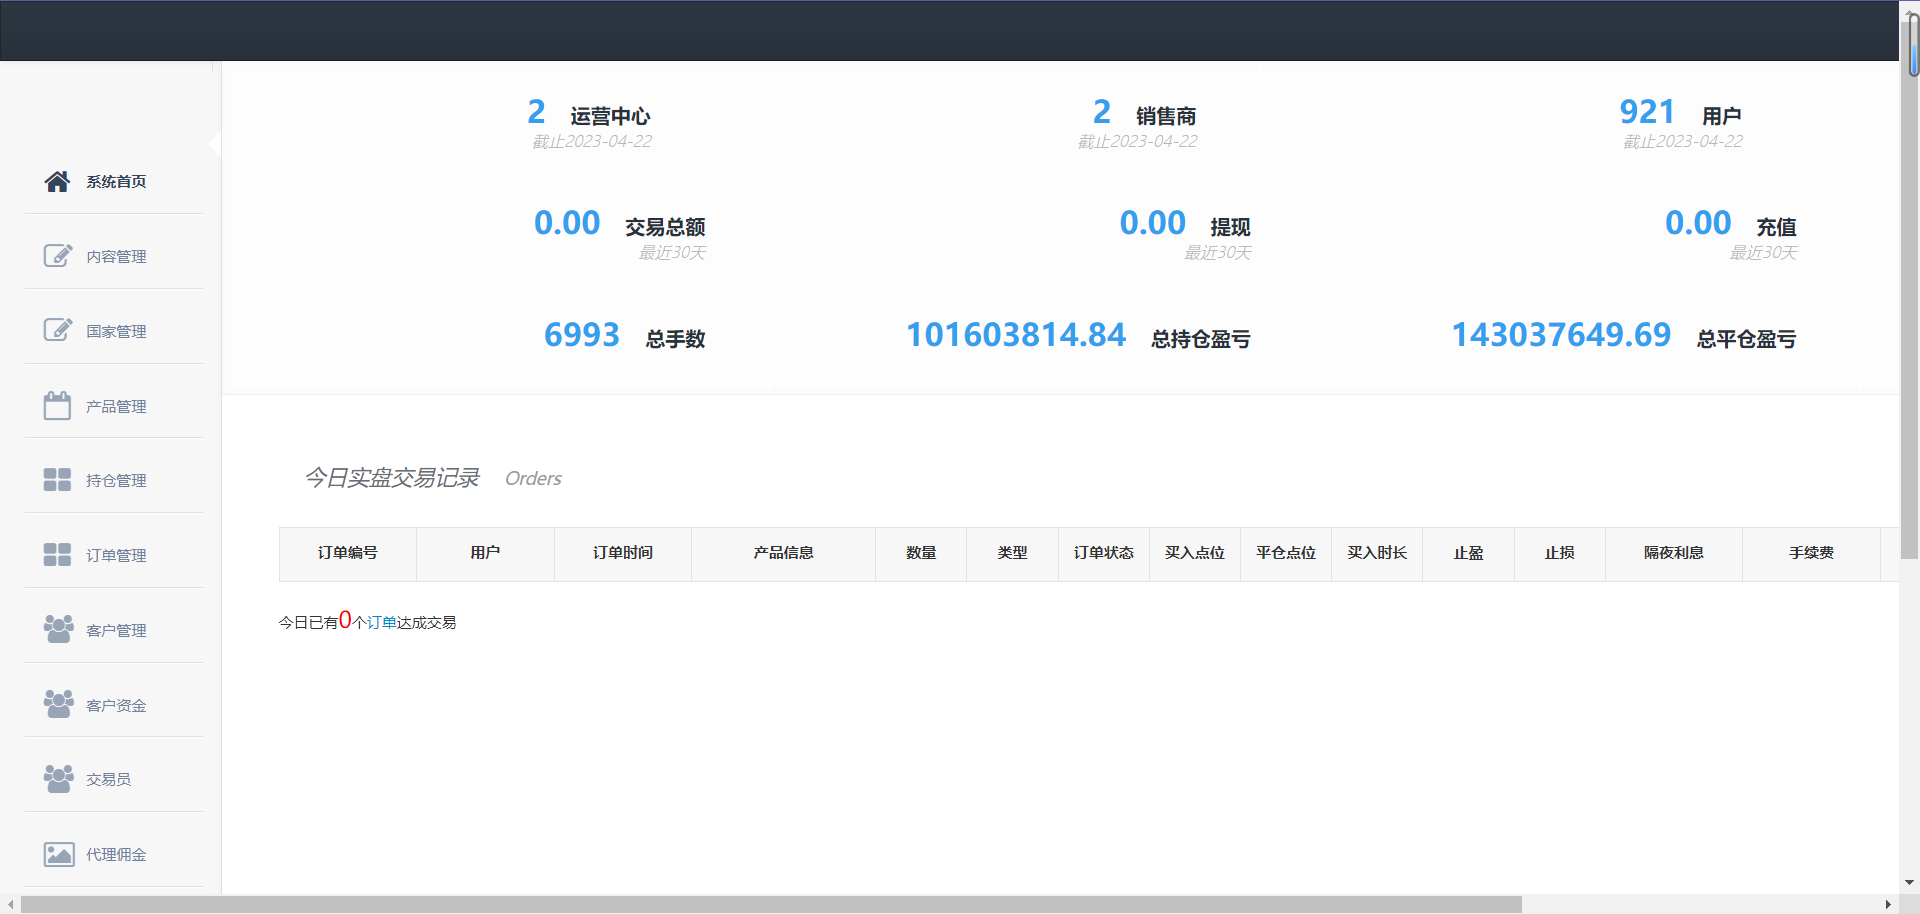 2 运营中心
截止2023-04-22
2 销售商
截止2023-04-22
921 用户
截止2023-04-22
0.00 交易总额
最近30天
0.00 提现
最近30天
0.00 充值
最近30天
6993 总手数
101603814.84 总持仓盈亏
143037649.69 总平仓盈亏
系统首页
内容管理
国家管理
产品管理
持仓管理
订单管理
客户管理
客户资金
交易员
代理佣金
今日实盘交易记录 Orders
订单编号 用户 订单时间 产品信息 数量 类型 订单状态 买入点位 平仓点位 买入时长 止盈 止损 隔夜利息 手续费
今日已有0个订单达成交易